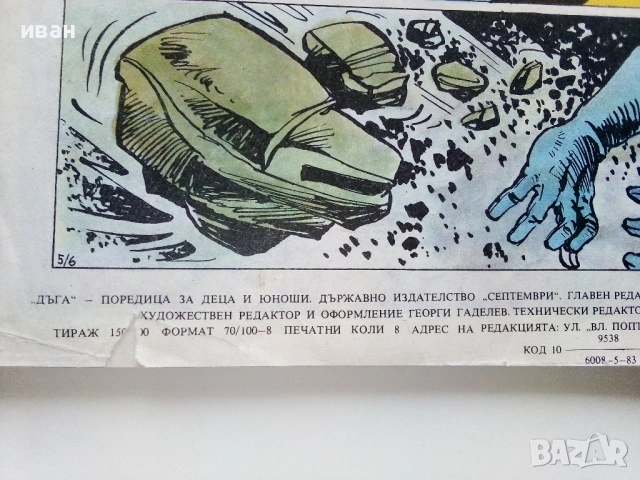 иван
5/6
„ДЪГА“ — ПОРЕДИЦА ЗА ДЕЦА И ЮНОШИ. ДЪРЖАВНО ИЗДАТЕЛСТВО „СЕПТЕМВРИ“. ГЛАВЕН РЕДА
ХУДОЖЕСТВЕН РЕДАКТОР И ОФОРМЛЕНИЕ ГЕОРГИ ГАДЕЛЕВ. ТЕХНИЧЕСКИ РЕДАКТО
ТИРАЖ ФОРМАТ 70/100—8 ПЕЧАТНИ КОЛИ 8 АДРЕС НА РЕДАКЦИЯТА: УЛ. „ВЛ. ПОП
9538
КОД 10
6008—5—83
BAZAR